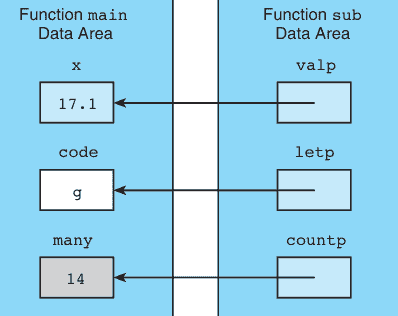 Function main
Data Area
Function sub
Data Area
x
valp
17.1
code
letp
g
many
countp
14